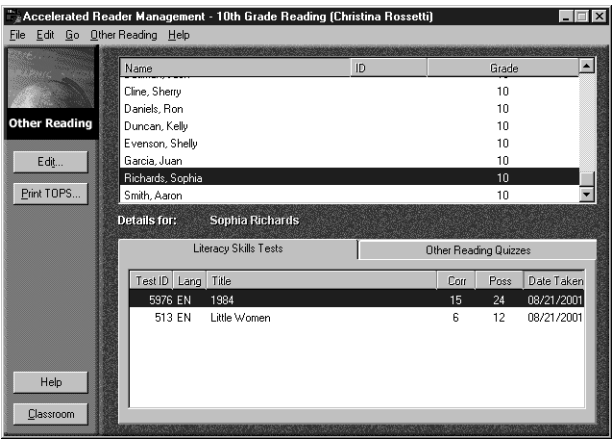 Accelerated Reader Management - 10th Grade Reading (Christina Rossetti)
File Edit Go Other Reading Help
Name ID Grade
Cline, Sherry 10
Daniels, Ron 10
Duncan, Kelly 10
Evenson, Shelly 10
Garcia, Juan 10
Richards, Sophia 10
Smith, Aaron 10
Other Reading
Edit...
Print TOPS...
Details for: Sophia Richards
Literacy Skills Tests Other Reading Quizzes
Test ID Lang Title Corr Poss Date Taken
5976 EN 1984 15 24 08/21/2001
513 EN Little Women 6 12 08/21/2001
Help
Classroom